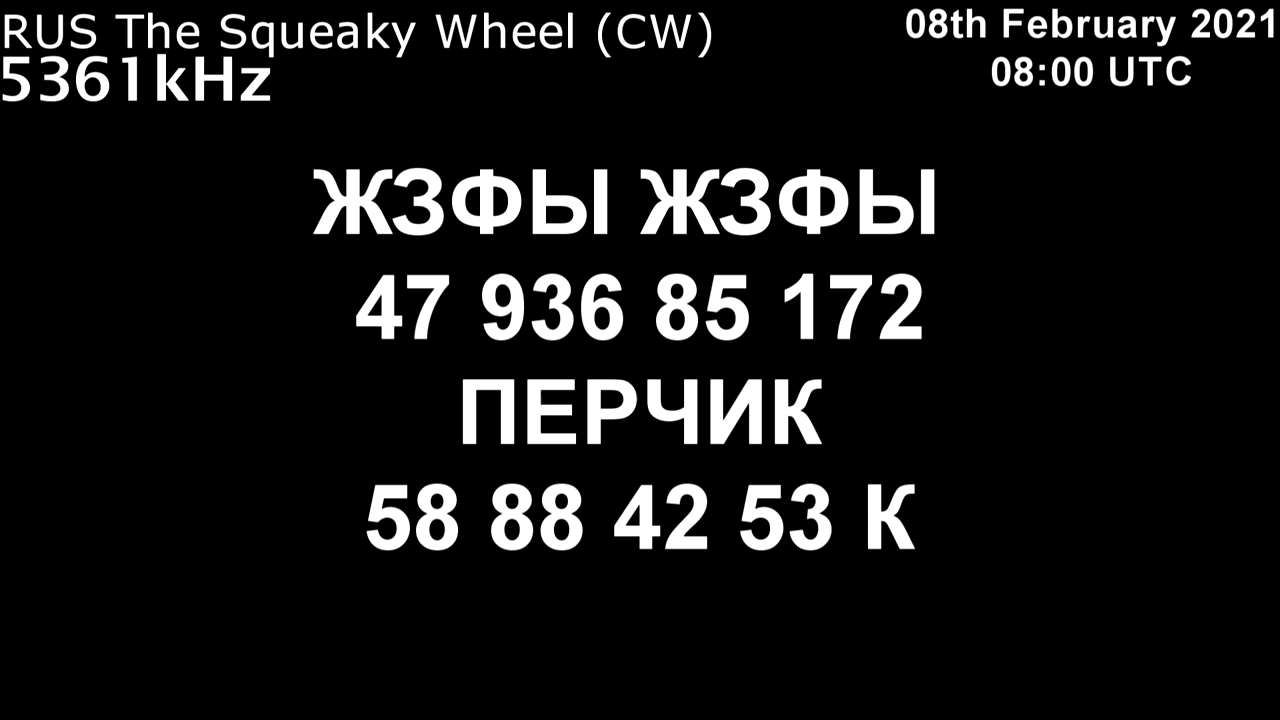 RUS The Squeaky Wheel (CW)
5361kHz
08th February 2021
08:00 UTC
ЖЗФЫ ЖЗФЫ
47 936 85 172
ПЕРЧИК
58 88 42 53 К